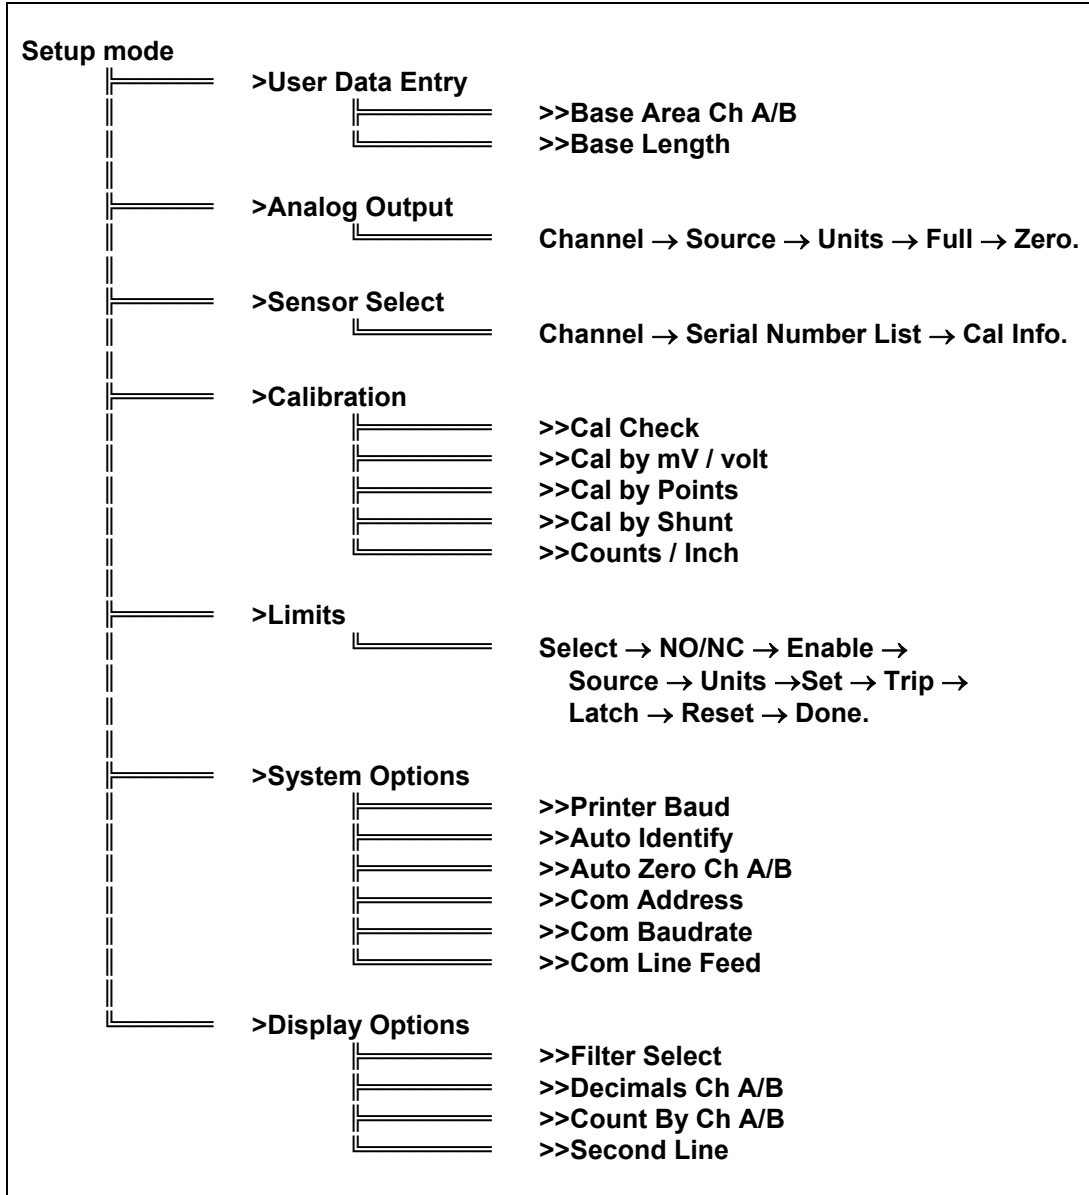 Setup mode
>User Data Entry
>>Base Area Ch A/B
>>Base Length
>Analog Output
Channel → Source → Units → Full → Zero.
>Sensor Select
Channel → Serial Number List → Cal Info.
>Calibration
>>Cal Check
>>Cal by mV / volt
>>Cal by Points
>>Cal by Shunt
>>Counts / Inch
>Limits
Select → NO/NC → Enable →
Source → Units →Set → Trip →
Latch → Reset → Done.
>System Options
>>Printer Baud
>>Auto Identify
>>Auto Zero Ch A/B
>>Com Address
>>Com Baudrate
>>Com Line Feed
>Display Options
>>Filter Select
>>Decimals Ch A/B
>>Count By Ch A/B
>>Second Line